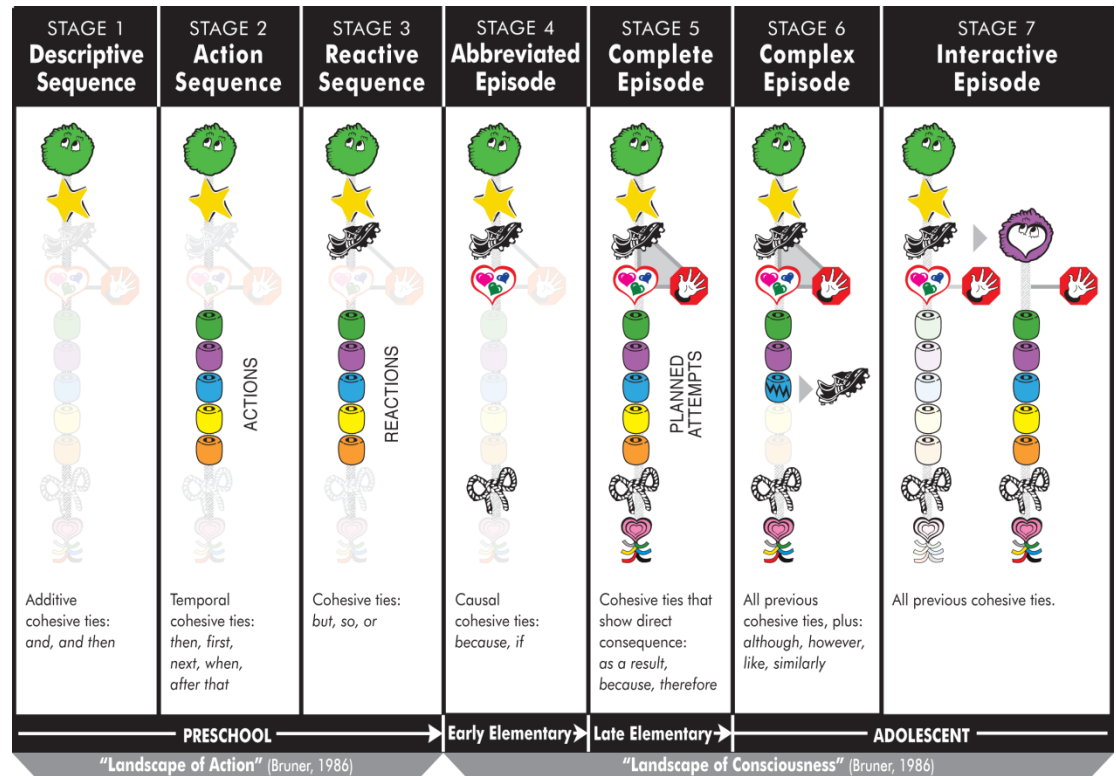 STAGE 1
Descriptive
Sequence
STAGE 2
Action
Sequence
STAGE 3
Reactive
Sequence
STAGE 4
Abbreviated
Episode
STAGE 5
Complete
Episode
STAGE 6
Complex
Episode
STAGE 7
Interactive
Episode
ACTIONS
REACTIONS
PLANNED
ATTEMPTS
Additive
cohesive ties:
and, and then
Temporal
cohesive ties:
then, first,
next, when,
after that
Cohesive ties:
but, so, or
Causal
cohesive ties:
because, if
Cohesive ties that
show direct
consequence:
as a result,
because, therefore
All previous
cohesive ties, plus:
although, however,
like, similarly
All previous cohesive ties.
PRESCHOOL
Early Elementary
Late Elementary
ADOLESCENT
"Landscape of Action" (Bruner, 1986)
"Landscape of Consciousness" (Bruner, 1986)